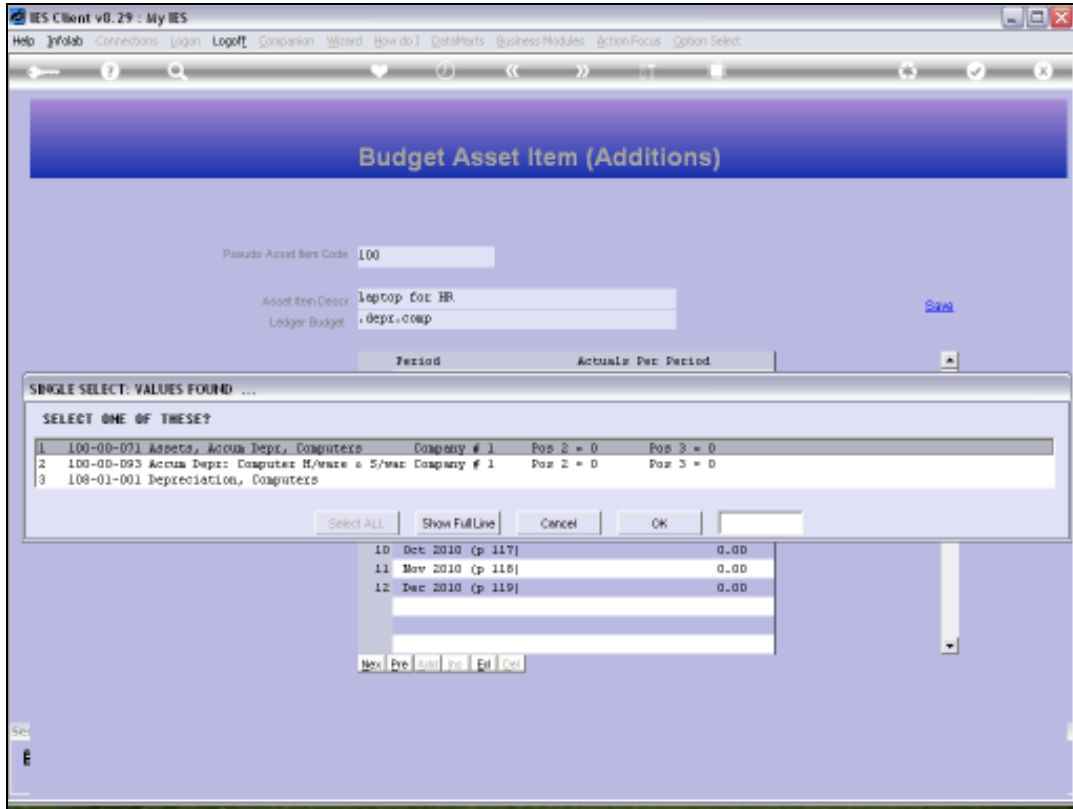 IES Client v8.29 : My IES
Help Infolab Connections Logon Logoff Companion Wizard How do I DataMarts Business Modules Action Focus Option Select
Budget Asset Item (Additions)
Pseudo Asset Item Code 100
Asset Item Descr laptop for HR
Save
Ledger Budget .depr.comp
Period Actuals Per Period
SINGLE SELECT: VALUES FOUND ...
SELECT ONE OF THESE?
1 100-00-071 Assets, Accum Depr, Computers Company # 1 Pos 2 = 0 Pos 3 = 0
2 100-00-093 Accum Depr: Computer H/ware & S/war Company # 1 Pos 2 = 0 Pos 3 = 0
3 108-01-001 Depreciation, Computers
Select ALL Show Full Line Cancel OK
10 Oct 2010 (p 117) 0.00
11 Nov 2010 (p 118) 0.00
12 Dec 2010 (p 119) 0.00
Nex Pre Add Ins Ed Del
Ses